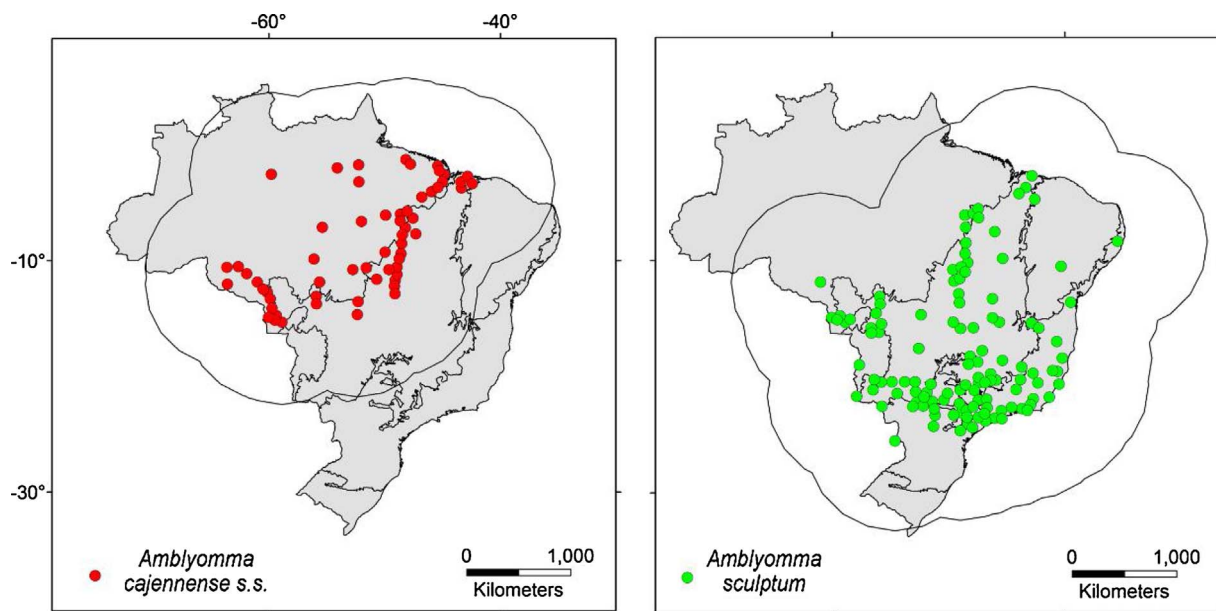 -60°
-40°
-10°
-30°
Amblyomma
cajennense s.s.
0
1,000
Kilometers
Amblyomma
sculptum
0
1,000
Kilometers